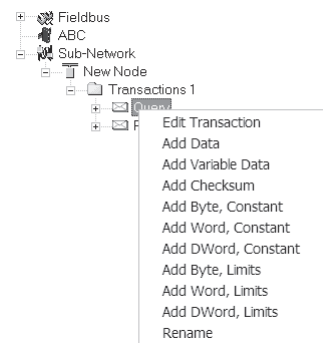 Fieldbus
ABC
Sub-Network
New Node
Transactions 1
Query
Edit Transaction
Add Data
Add Variable Data
Add Checksum
Add Byte, Constant
Add Word, Constant
Add DWord, Constant
Add Byte, Limits
Add Word, Limits
Add DWord, Limits
Rename